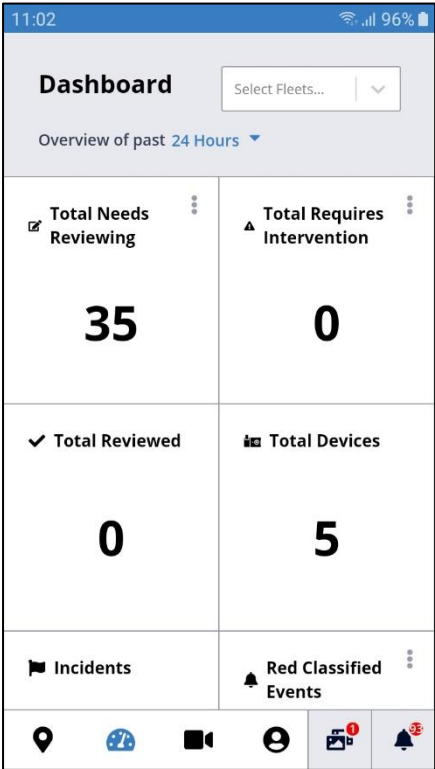 11:02 96%
Dashboard
Select Fleets...
Overview of past 24 Hours
Total Needs
Reviewing
35
Total Requires
Intervention
0
Total Reviewed
0
Total Devices
5
Incidents
Red Classified
Events
1
93